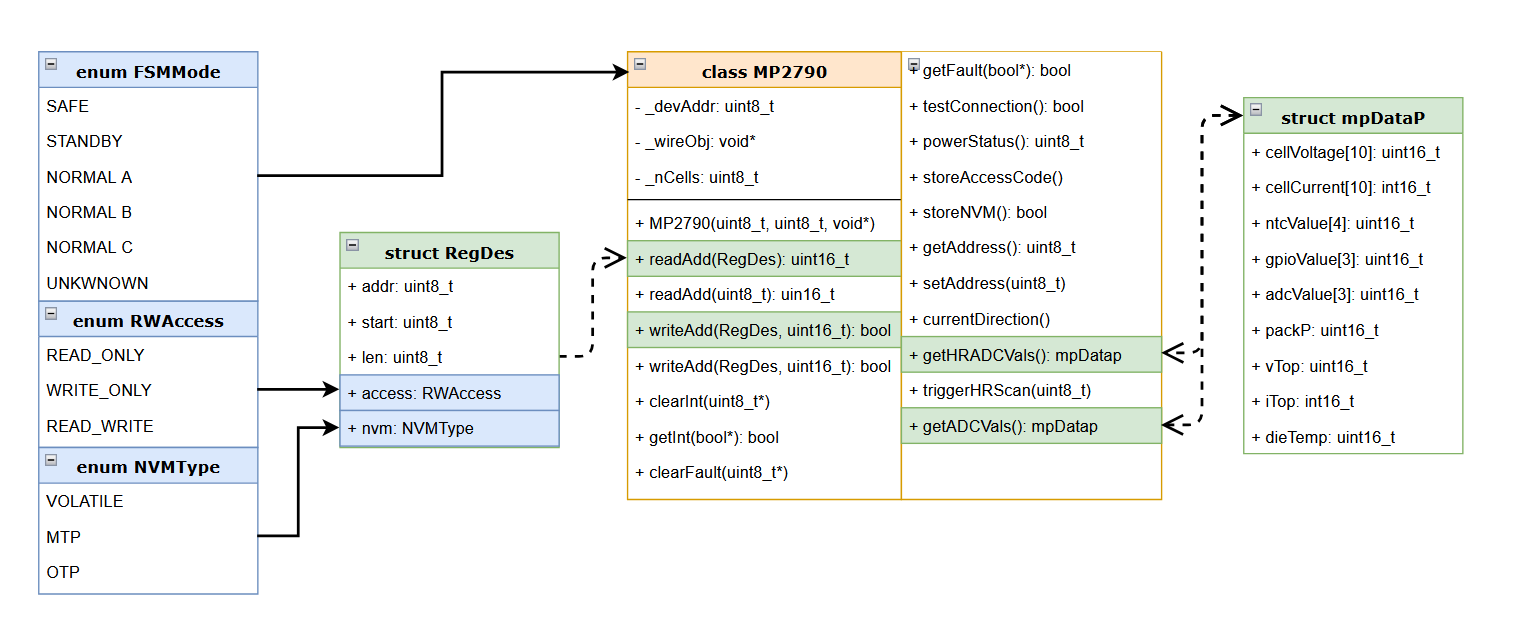 enum FSMMode
SAFE
STANDBY
NORMAL A
NORMAL B
NORMAL C
UNKWNOWN
enum RWAccess
READ_ONLY
WRITE_ONLY
READ_WRITE
enum NVMType
VOLATILE
MTP
OTP
struct RegDes
+ addr: uint8_t
+ start: uint8_t
+ len: uint8_t
+ access: RWAccess
+ nvm: NVMType
class MP2790
- _devAddr: uint8_t
- _wireObj: void*
- _nCells: uint8_t
+ MP2790(uint8_t, uint8_t, void*)
+ readAdd(RegDes): uint16_t
+ readAdd(uint8_t): uin16_t
+ writeAdd(RegDes, uint16_t): bool
+ writeAdd(RegDes, uint16_t): bool
+ clearInt(uint8_t*)
+ getInt(bool*): bool
+ clearFault(uint8_t*)
+ getFault(bool*): bool
+ testConnection(): bool
+ powerStatus(): uint8_t
+ storeAccessCode()
+ storeNVM(): bool
+ getAddress(): uint8_t
+ setAddress(uint8_t)
+ currentDirection()
+ getHRADCVals(): mpDatap
+ triggerHRScan(uint8_t)
+ getADCVals(): mpDatap
struct mpDataP
+ cellVoltage[10]: uint16_t
+ cellCurrent[10]: int16_t
+ ntcValue[4]: uint16_t
+ gpioValue[3]: uint16_t
+ adcValue[3]: uint16_t
+ packP: uint16_t
+ vTop: uint16_t
+ iTop: int16_t
+ dieTemp: uint16_t